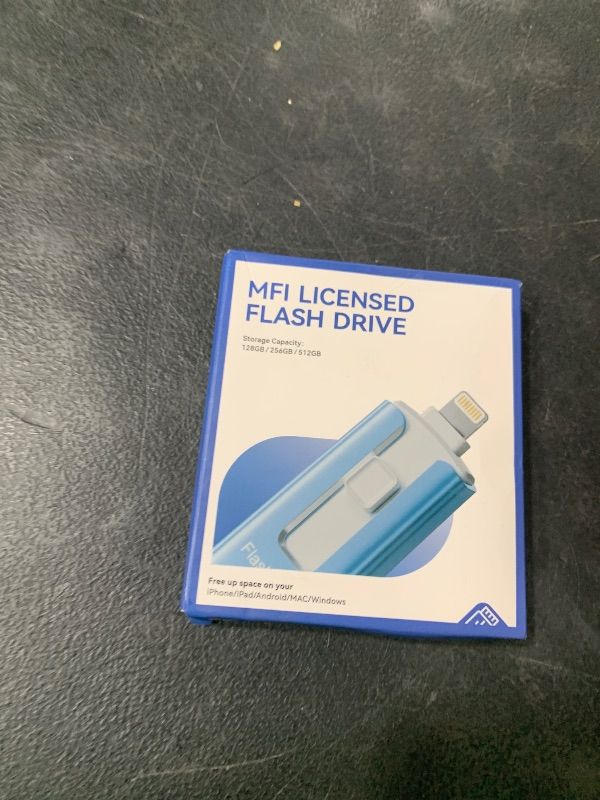 MFI LICENSED
FLASH DRIVE
Storage Capacity:
128GB / 256GB / 512GB
Flas
Free up space on your
iPhone/iPad/Android/MAC/Windows